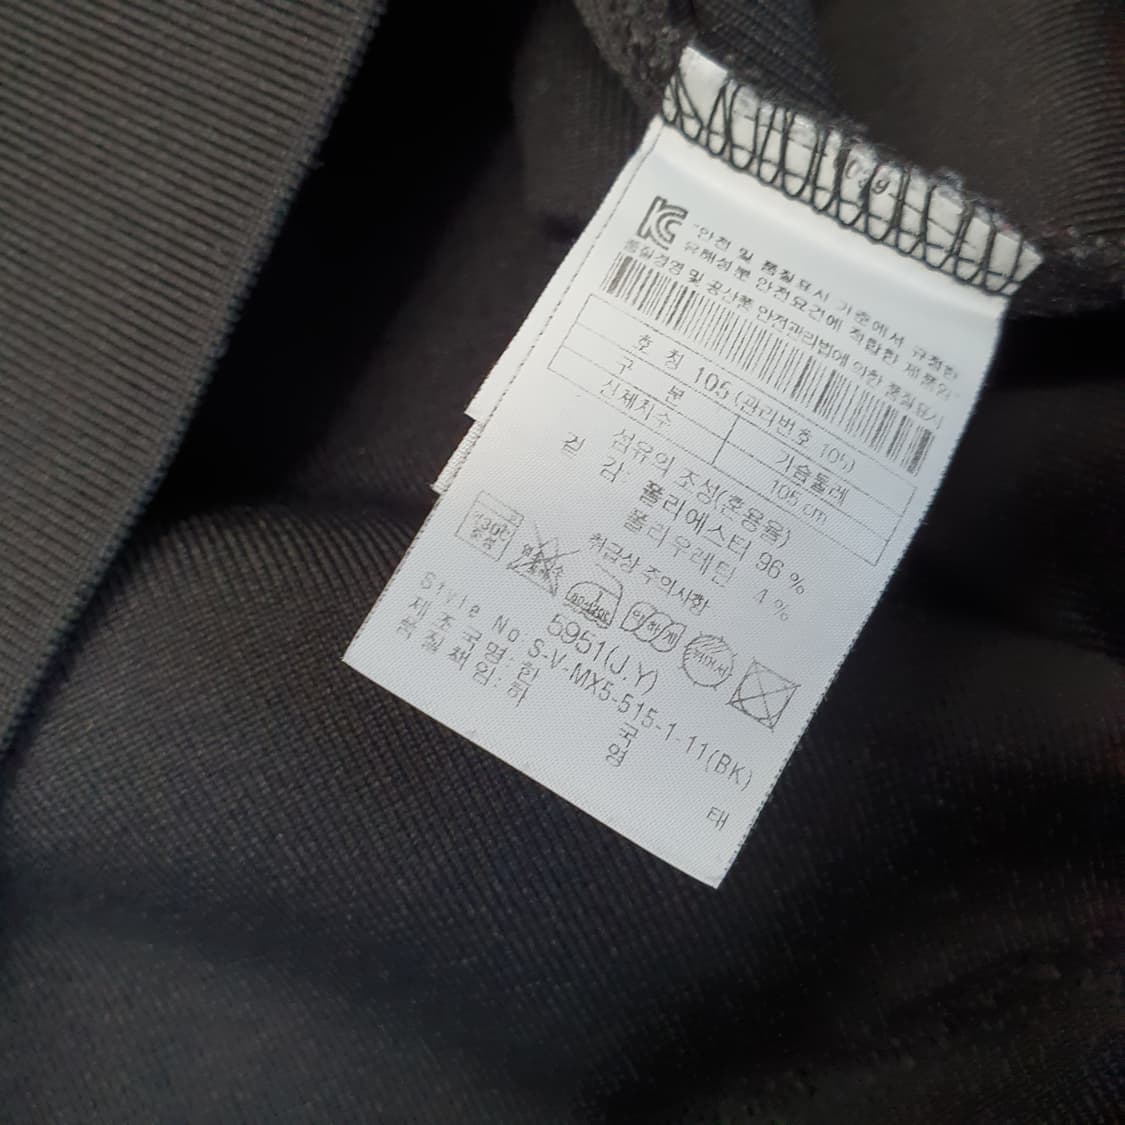 KC "안전 및 품질표시 기준에서 규정한
유해성분 안전요건에 적합한 제품임"
품질경영 및 공산품 안전관리법에 의한 품질표시
호 칭 105 (관리번호 105)
구 분 가슴둘레
신체치수 105 cm
섬유의 조성(혼용율)
겉 감: 폴리에스터 96 %
폴리우레탄 4 %
취급상 주의사항
약하게
뉘어서
5951(J.Y)
Style No: S-V-MX5-515-1-11(BK)
제 조 국 명: 한 국
품 질 책 임: 하 영 태